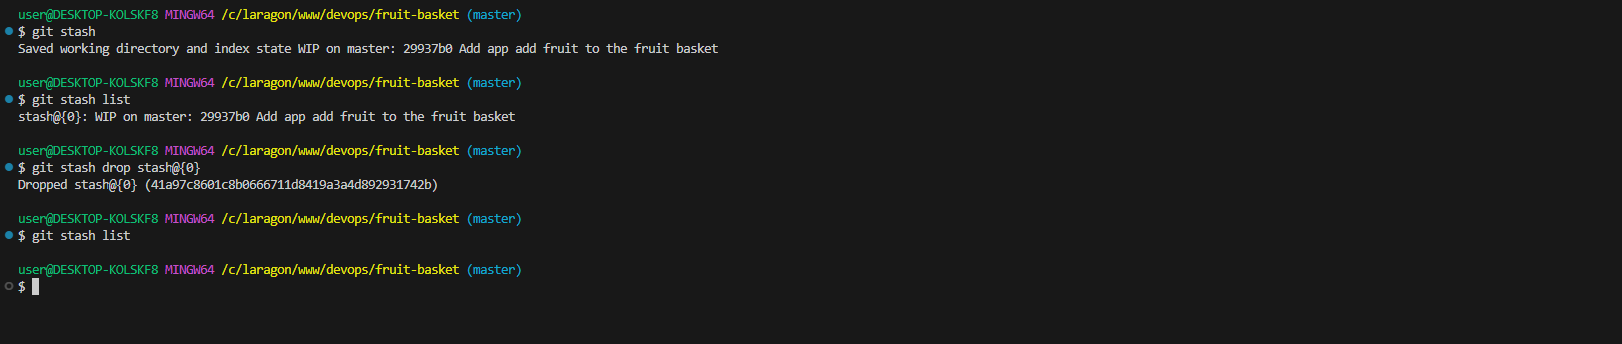 user@DESKTOP-KOLSKF8 MINGW64 /c/laragon/www/devops/fruit-basket (master)
$ git stash
Saved working directory and index state WIP on master: 29937b0 Add app add fruit to the fruit basket
user@DESKTOP-KOLSKF8 MINGW64 /c/laragon/www/devops/fruit-basket (master)
$ git stash list
stash@{0}: WIP on master: 29937b0 Add app add fruit to the fruit basket
user@DESKTOP-KOLSKF8 MINGW64 /c/laragon/www/devops/fruit-basket (master)
$ git stash drop stash@{0}
Dropped stash@{0} (41a97c8601c8b0666711d8419a3a4d892931742b)
user@DESKTOP-KOLSKF8 MINGW64 /c/laragon/www/devops/fruit-basket (master)
$ git stash list
user@DESKTOP-KOLSKF8 MINGW64 /c/laragon/www/devops/fruit-basket (master)
$